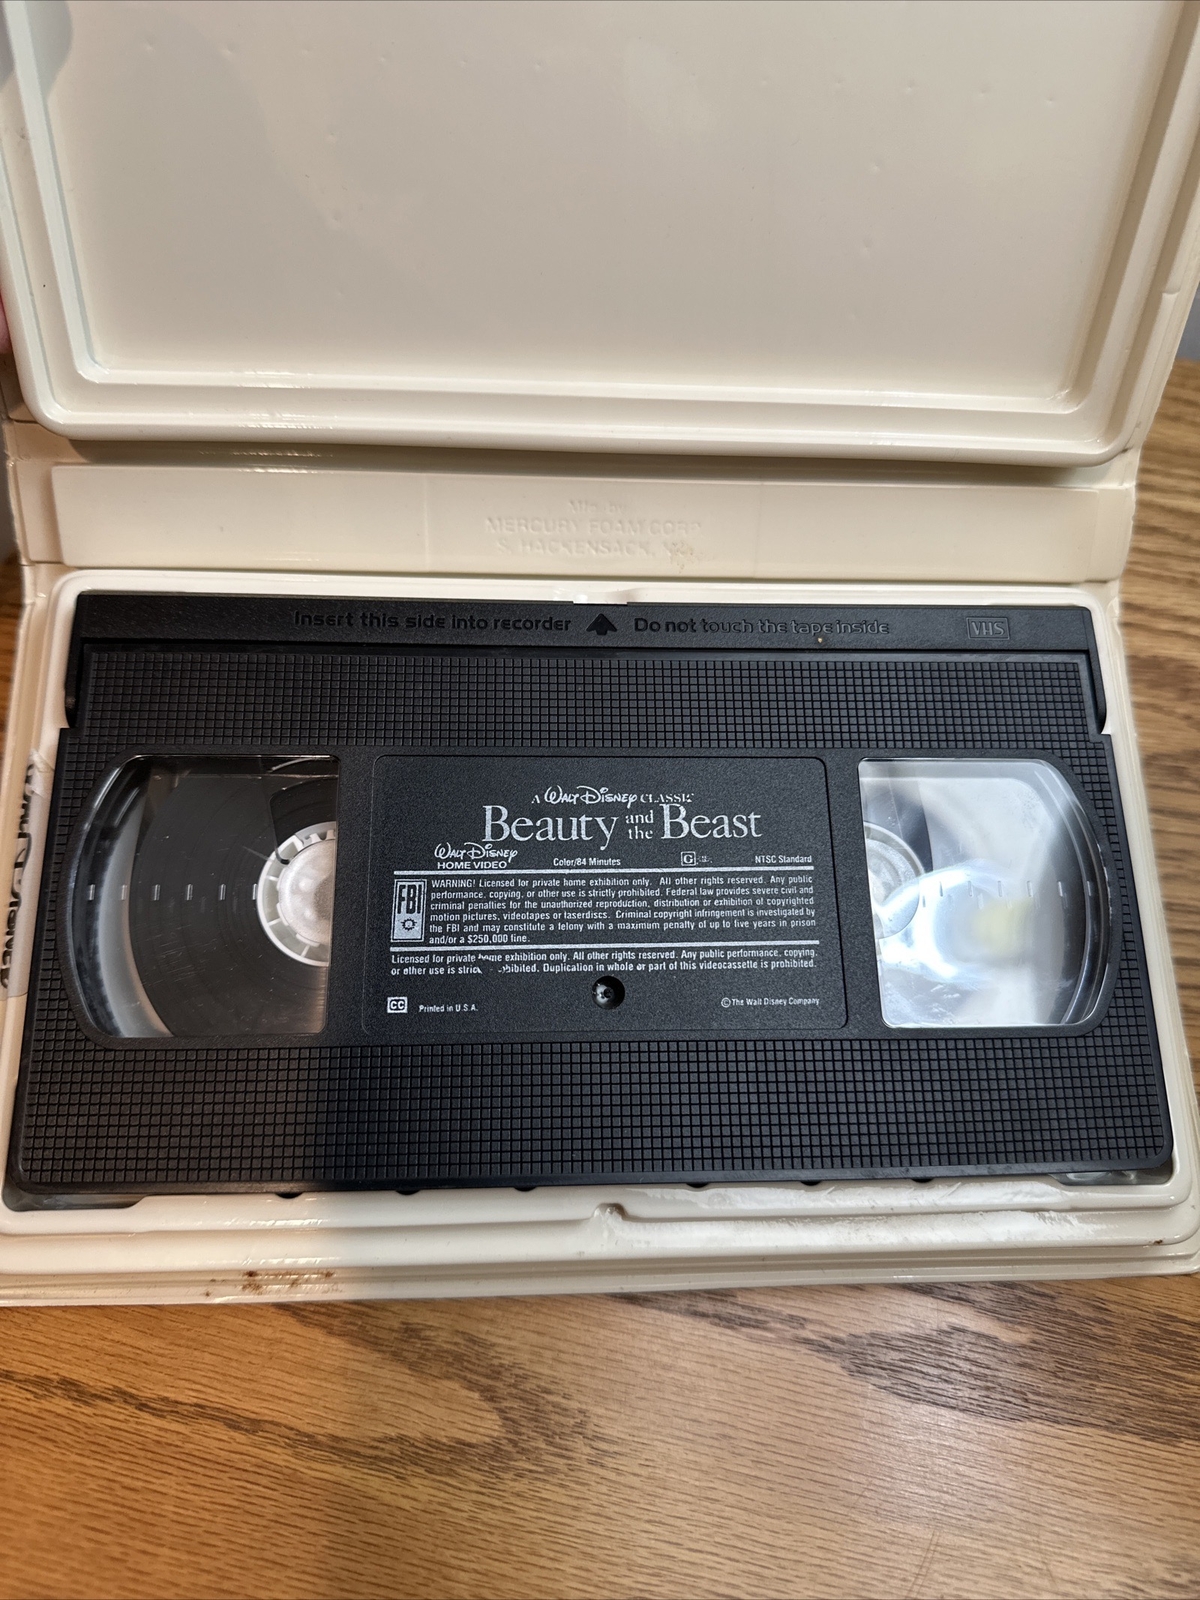 Mfg. by
MERCURY FOAM CORP.
S. HACKENSACK, N.J.
Insert this side into recorder Do not touch the tape inside VHS
A WALT DISNEY CLASSIC
Beauty and the Beast
WALT DISNEY
HOME VIDEO Color/84 Minutes G NTSC Standard
FBI
WARNING! Licensed for private home exhibition only. All other rights reserved. Any public
performance, copying, or other use is strictly prohibited. Federal law provides severe civil and
criminal penalties for the unauthorized reproduction, distribution or exhibition of copyrighted
motion pictures, videotapes or laserdiscs. Criminal copyright infringement is investigated by
the FBI and may constitute a felony with a maximum penalty of up to five years in prison
and/or a $250,000 fine.
Licensed for private home exhibition only. All other rights reserved. Any public performance, copying,
or other use is Duplication in whole or part of this videocassette is prohibited.
CC Printed in U.S.A. © The Walt Disney Company